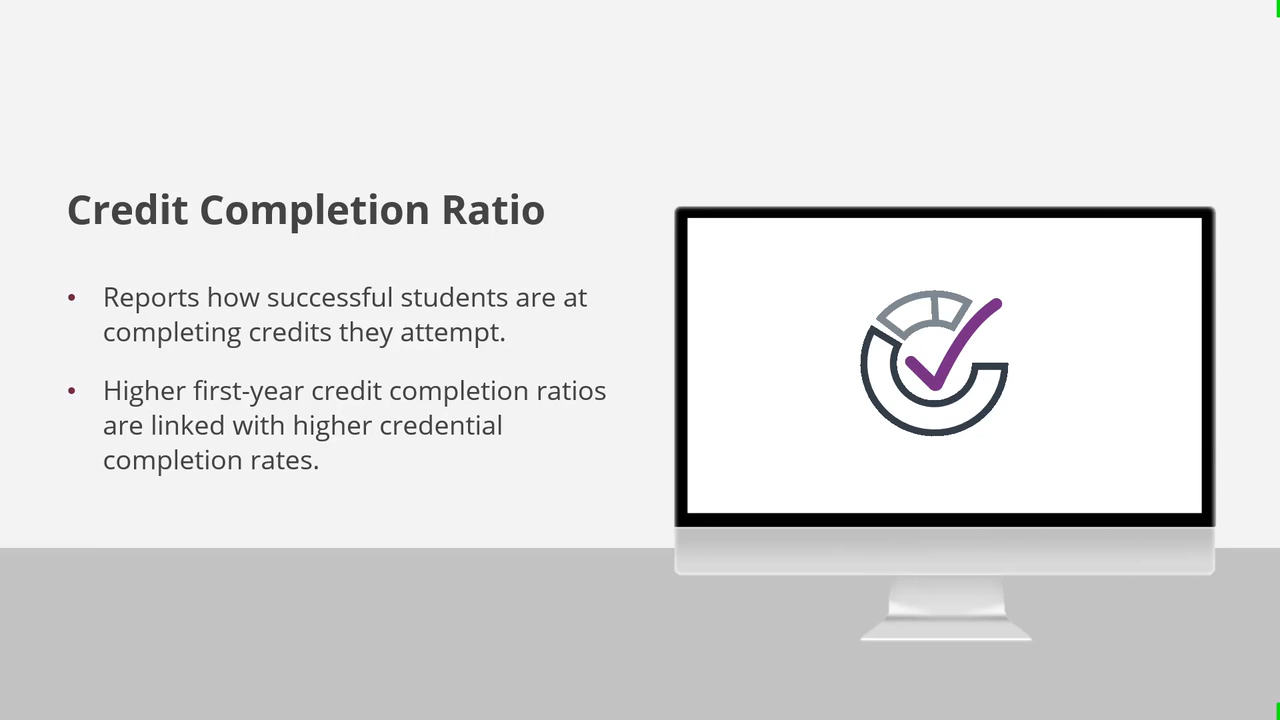 Credit Completion Ratio
• Reports how successful students are at
completing credits they attempt.
• Higher first-year credit completion ratios
are linked with higher credential
completion rates.